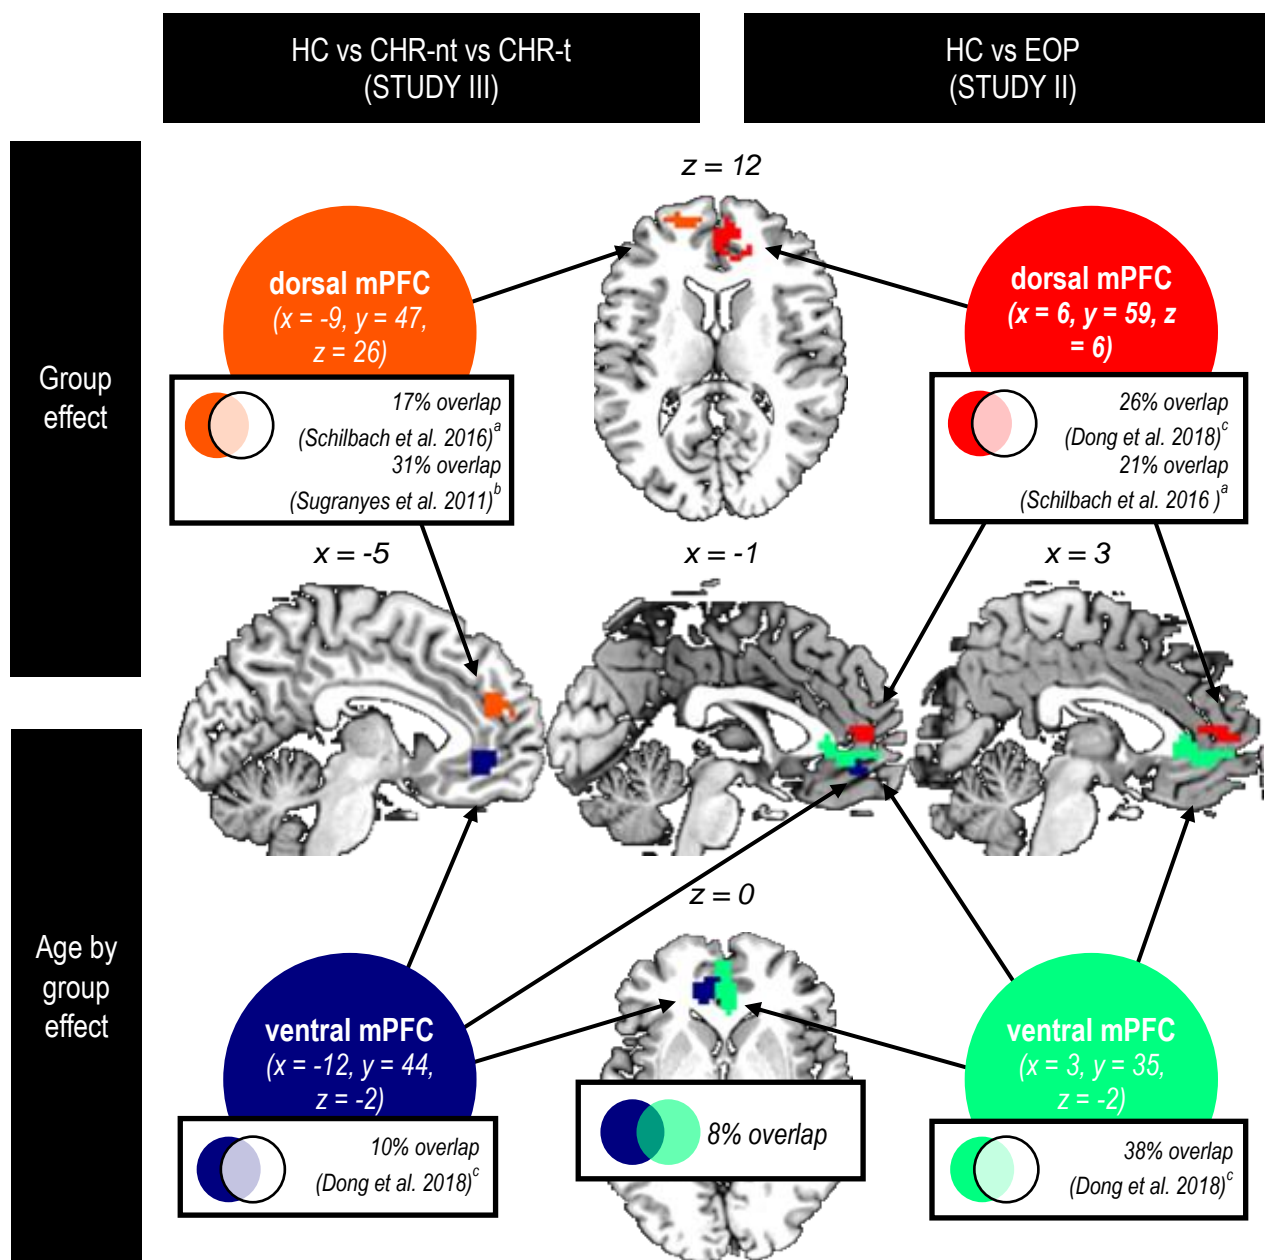 HC vs CHR-nt vs CHR-t
(STUDY III)
HC vs EOP
(STUDY II)
Group
effect
z = 12
dorsal mPFC
(x = -9, y = 47,
z = 26)
17% overlap
(Schilbach et al. 2016)a
31% overlap
(Sugranyes et al. 2011)b
dorsal mPFC
(x = 6, y = 59, z
= 6)
26% overlap
(Dong et al. 2018)c
21% overlap
(Schilbach et al. 2016 )a
x = -5
x = -1
x = 3
Age by
group
effect
z = 0
ventral mPFC
(x = -12, y = 44,
z = -2)
10% overlap
(Dong et al. 2018)c
8% overlap
ventral mPFC
(x = 3, y = 35,
z = -2)
38% overlap
(Dong et al. 2018)c